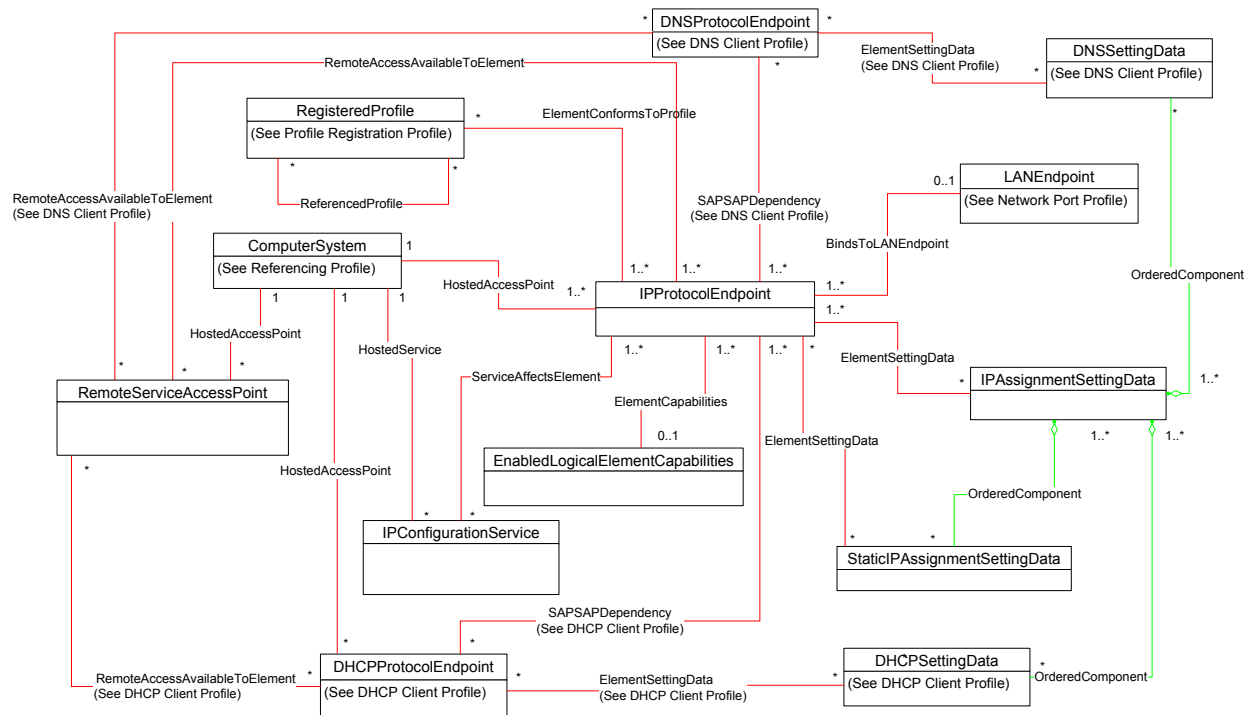 * DNSProtocolEndpoint *
(See DNS Client Profile)
*
ElementSettingData
(See DNS Client Profile)
*
DNSSettingData
(See DNS Client Profile)
*
RemoteAccessAvailableToElement
RegisteredProfile
(See Profile Registration Profile)
*
* *
ReferencedProfile
ElementConformsToProfile
RemoteAccessAvailableToElement
(See DNS Client Profile)
SAPSAPDependency
(See DNS Client Profile)
0..1
LANEndpoint
(See Network Port Profile)
BindsToLANEndpoint
OrderedComponent
ComputerSystem
(See Referencing Profile)
1
1 1 1
HostedAccessPoint
1..*
1..* 1..* 1..*
IPProtocolEndpoint
1..*
1..*
1..* 1..* 1..* *
HostedAccessPoint
HostedService
ServiceAffectsElement
ElementSettingData
*
IPAssignmentSettingData
1..*
1..* 1..*
* * *
RemoteServiceAccessPoint
*
ElementCapabilities
0..1
EnabledLogicalElementCapabilities
ElementSettingData
HostedAccessPoint
OrderedComponent
* *
IPConfigurationService
* *
StaticIPAssignmentSettingData
SAPSAPDependency
(See DHCP Client Profile)
* *
RemoteAccessAvailableToElement
(See DHCP Client Profile)
*
DHCPProtocolEndpoint
(See DHCP Client Profile)
*
ElementSettingData
(See DHCP Client Profile)
*
DHCPSettingData
(See DHCP Client Profile)
*
OrderedComponent